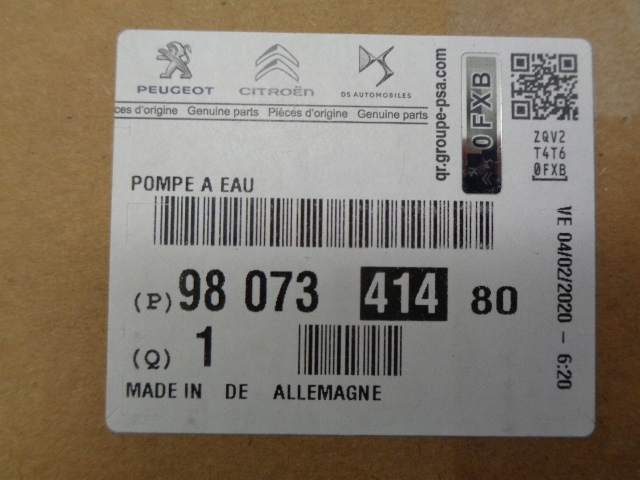 PEUGEOT CITROËN DS AUTOMOBILES
ces d'origine Genuine parts Pièces d'origine Genuine parts
qr.groupe-psa.com
0FXB
ZQV2
T4T6
0FXB
POMPE A EAU
(P) 98 073 414 80
(Q) 1
MADE IN DE ALLEMAGNE
VE 04/02/2020 - 6:20